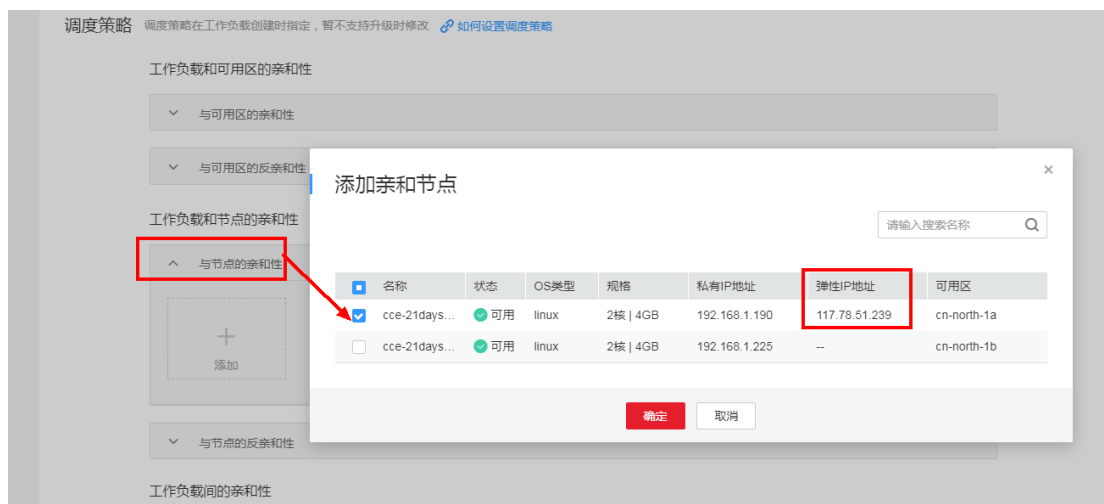 调度策略 调度策略在工作负载创建时指定，暂不支持升级时修改 如何设置调度策略
工作负载和可用区的亲和性
与可用区的亲和性
与可用区的反亲和性
添加亲和节点
×
工作负载和节点的亲和性
请输入搜索名称
与节点的亲和性
名称 状态 OS类型 规格 私有IP地址 弹性IP地址 可用区
cce-21days... 可用 linux 2核 | 4GB 192.168.1.190 117.78.51.239 cn-north-1a
cce-21days... 可用 linux 2核 | 4GB 192.168.1.225 -- cn-north-1b
添加
确定 取消
与节点的反亲和性
工作负载间的亲和性